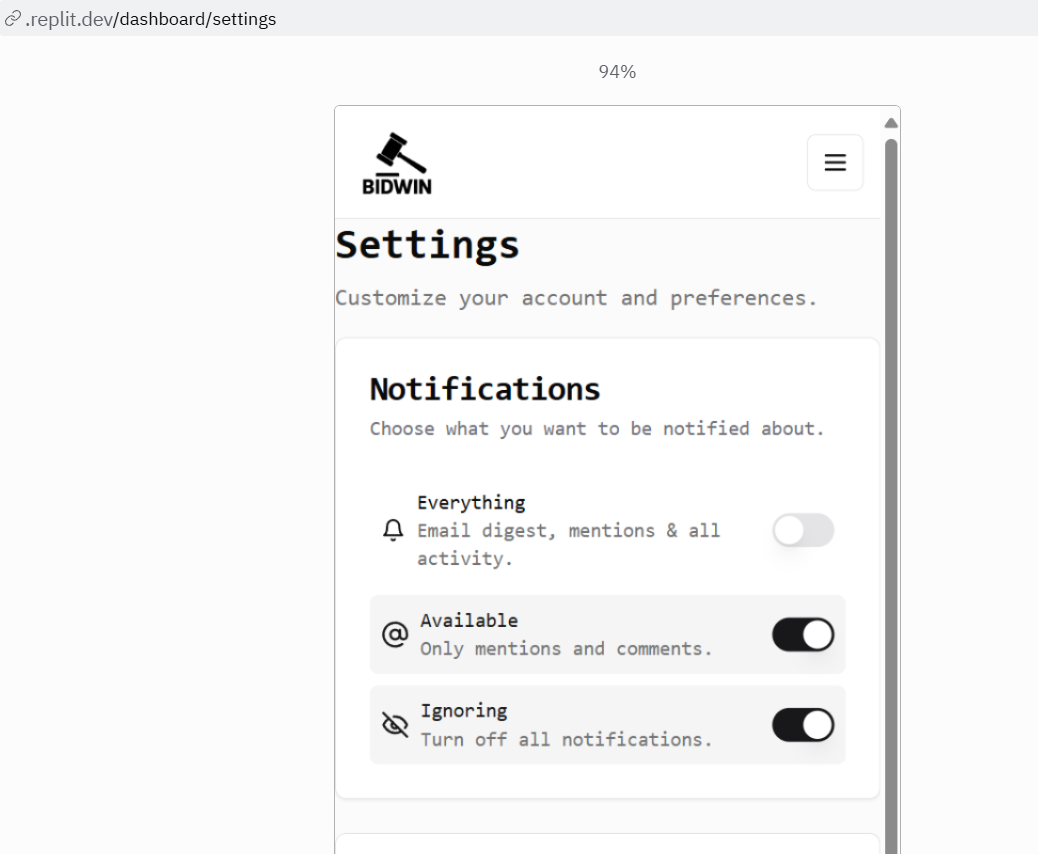 .replit.dev/dashboard/settings
94%
BIDWIN
Settings
Customize your account and preferences.
Notifications
Choose what you want to be notified about.
Everything
Email digest, mentions & all
activity.
@ Available
Only mentions and comments.
Ignoring
Turn off all notifications.